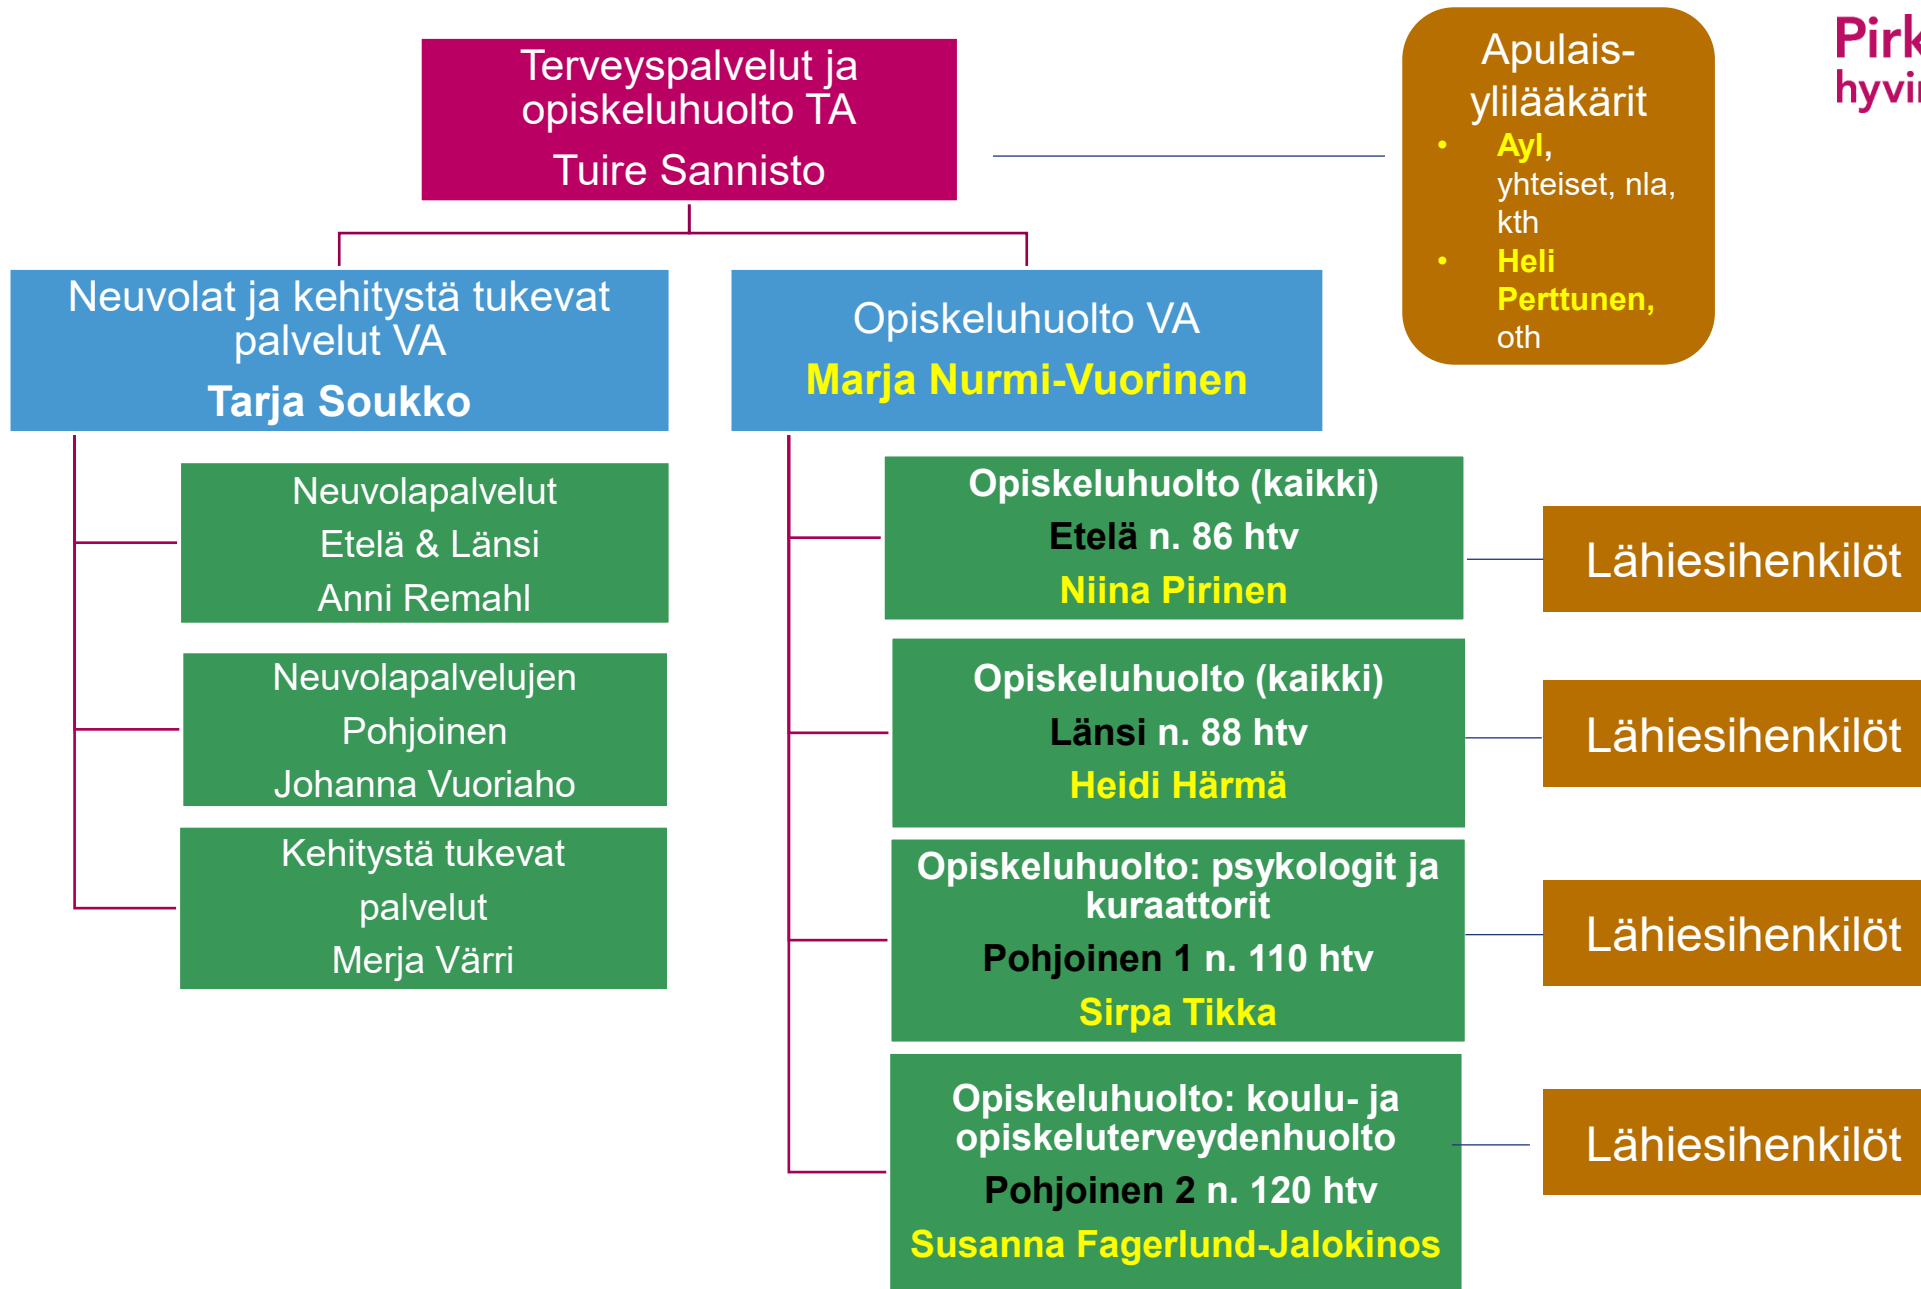 Terveyspalvelut ja
opiskeluhuolto TA
Tuire Sannisto
Apulais-
ylilääkärit
• Ayl,
yhteiset, nla,
kth
• Heli
Perttunen,
oth
Neuvolat ja kehitystä tukevat
palvelut VA
Tarja Soukko
Opiskeluhuolto VA
Marja Nurmi-Vuorinen
Neuvolapalvelut
Etelä & Länsi
Anni Remahl
Neuvolapalvelujen
Pohjoinen
Johanna Vuoriaho
Kehitystä tukevat
palvelut
Merja Värri
Opiskeluhuolto (kaikki)
Etelä n. 86 htv
Niina Pirinen
Lähiesihenkilöt
Opiskeluhuolto (kaikki)
Länsi n. 88 htv
Heidi Härmä
Lähiesihenkilöt
Opiskeluhuolto: psykologit ja
kuraattorit
Pohjoinen 1 n. 110 htv
Sirpa Tikka
Lähiesihenkilöt
Opiskeluhuolto: koulu- ja
opiskeluterveydenhuolto
Pohjoinen 2 n. 120 htv
Susanna Fagerlund-Jalokinos
Lähiesihenkilöt